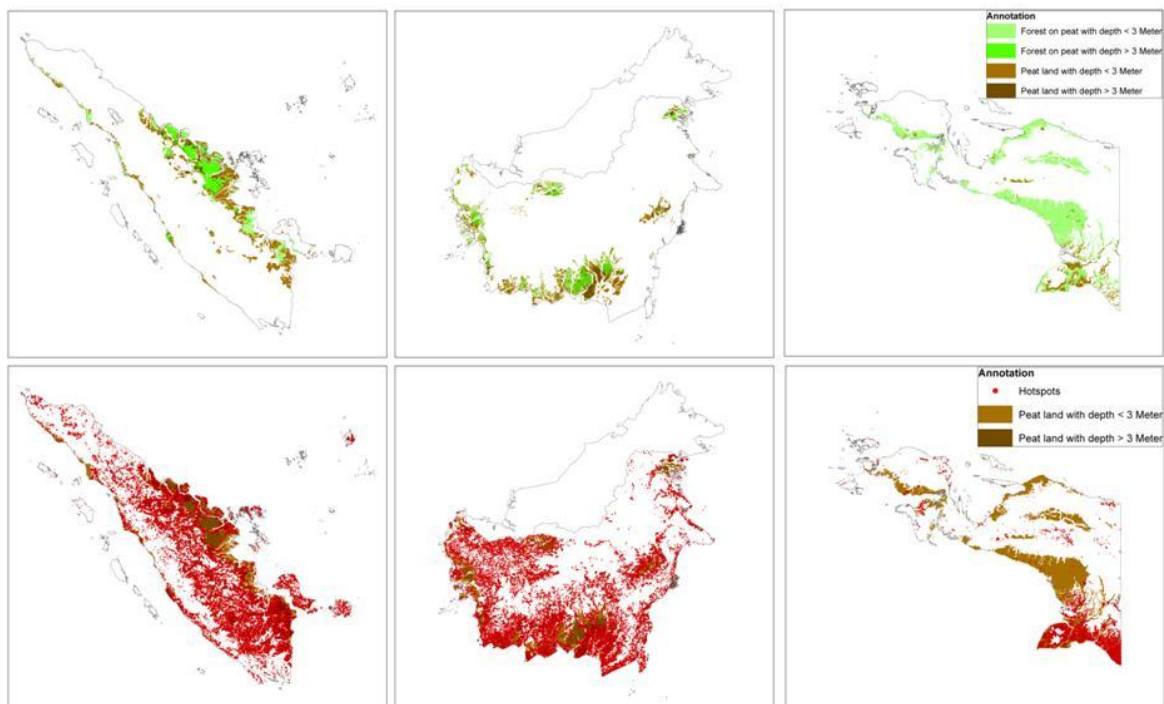 Annotation
Forest on peat with depth < 3 Meter
Forest on peat with depth > 3 Meter
Peat land with depth < 3 Meter
Peat land with depth > 3 Meter
Annotation
Hotspots
Peat land with depth < 3 Meter
Peat land with depth > 3 Meter